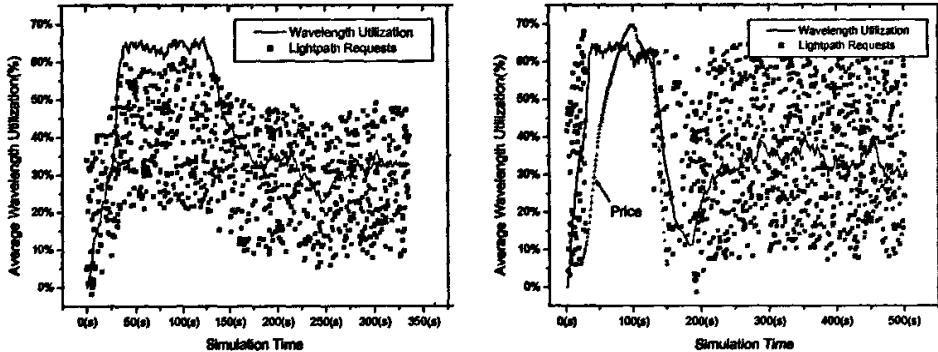 Average Wavelength Utilization(%)
70%
60%
50%
40%
30%
20%
10%
0%
Wavelength Utilization
Lightpath Requests
0(s) 50(s) 100(s) 150(s) 200(s) 250(s) 300(s) 350(s)
Simulation Time
Average Wavelength Utilization(%)
70%
60%
50%
40%
30%
20%
10%
0%
Wavelength Utilization
Lightpath Requests
Price
0(s) 100(s) 200(s) 300(s) 400(s) 500(s)
Simulation Time